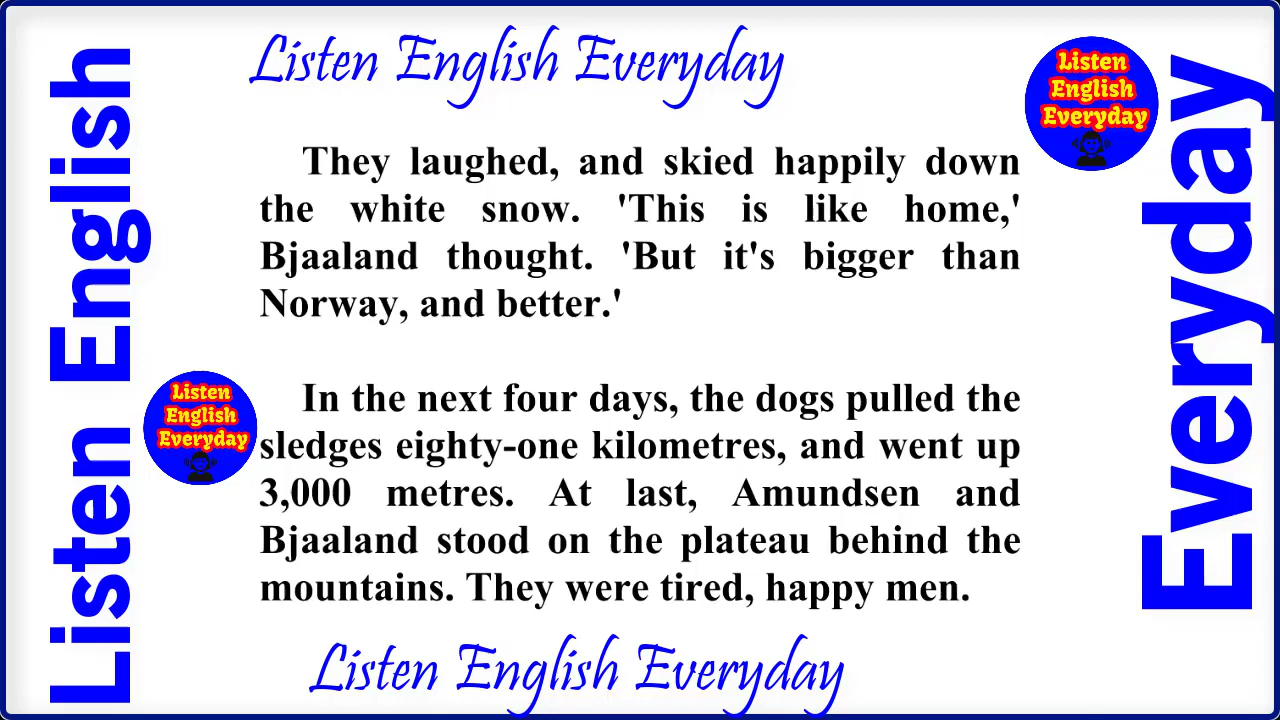 Listen English Everyday
Listen
English
Everyday
They laughed, and skied happily down
the white snow. 'This is like home,'
Bjaaland thought. 'But it's bigger than
Norway, and better.'
Listen English
Everyday
Listen
English
Everyday
In the next four days, the dogs pulled the
sledges eighty-one kilometres, and went up
3,000 metres. At last, Amundsen and
Bjaaland stood on the plateau behind the
mountains. They were tired, happy men.
Listen English Everyday